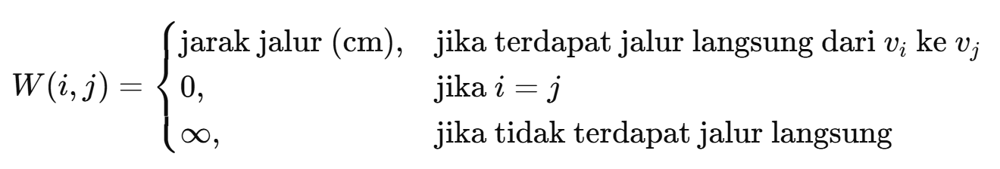 W(i, j) = { jarak jalur (cm), jika terdapat jalur langsung dari v_i ke v_j
0, jika i = j
∞, jika tidak terdapat jalur langsung